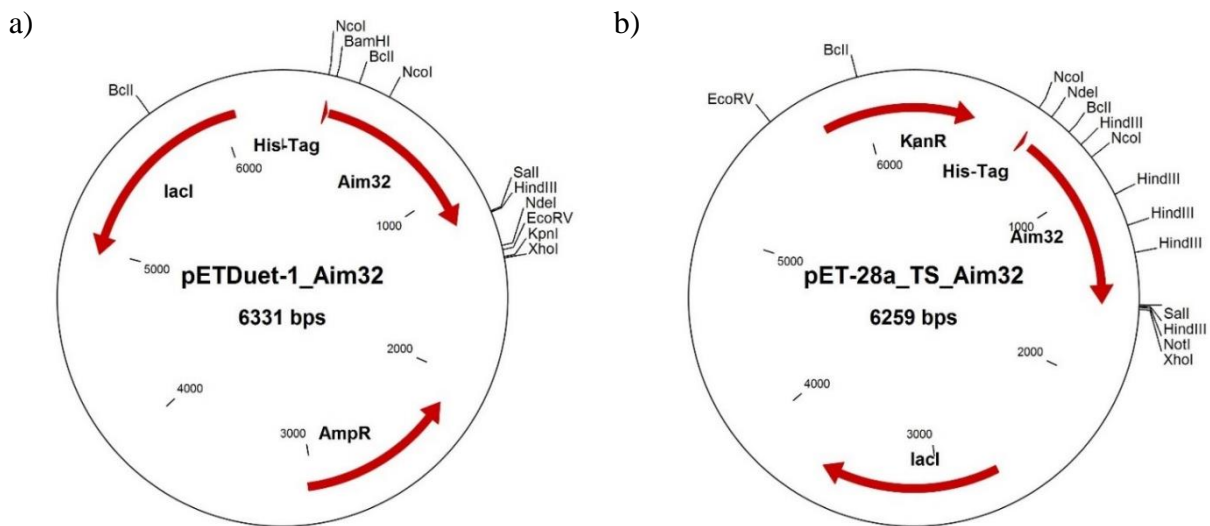 a)
NcoI
BamHI
BclI
NcoI
BclI
His-Tag
6000
lacI
Aim32
SalI
HindIII
NdeI
EcoRV
KpnI
XhoI
1000
5000
pETDuet-1_Aim32
6331 bps
2000
4000
3000
AmpR
b)
BclI
EcoRV
NcoI
NdeI
BclI
HindIII
NcoI
KanR
6000
His-Tag
HindIII
HindIII
HindIII
1000
Aim32
5000
pET-28a_TS_Aim32
6259 bps
SalI
HindIII
NotI
XhoI
2000
4000
3000
lacI